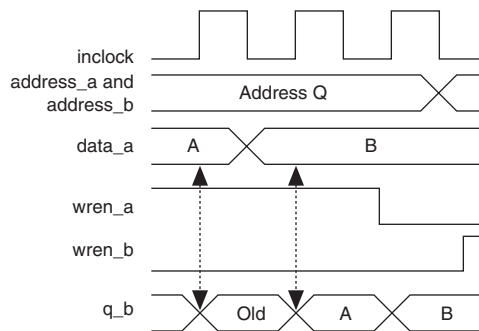 inclock
address_a and
address_b
Address Q
data_a
A
B
wren_a
wren_b
q_b
Old
A
B